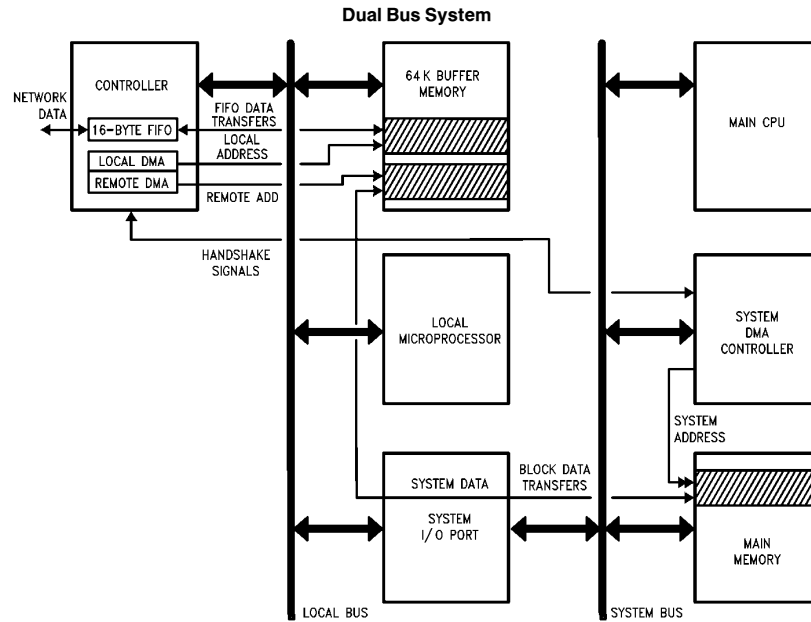 Dual Bus System
CONTROLLER
NETWORK
DATA
16-BYTE FIFO
LOCAL DMA
REMOTE DMA
FIFO DATA
TRANSFERS
LOCAL
ADDRESS
REMOTE ADD
64K BUFFER
MEMORY
MAIN CPU
HANDSHAKE
SIGNALS
LOCAL
MICROPROCESSOR
SYSTEM
DMA
CONTROLLER
SYSTEM
ADDRESS
SYSTEM DATA
SYSTEM
I/O PORT
BLOCK DATA
TRANSFERS
MAIN
MEMORY
LOCAL BUS
SYSTEM BUS